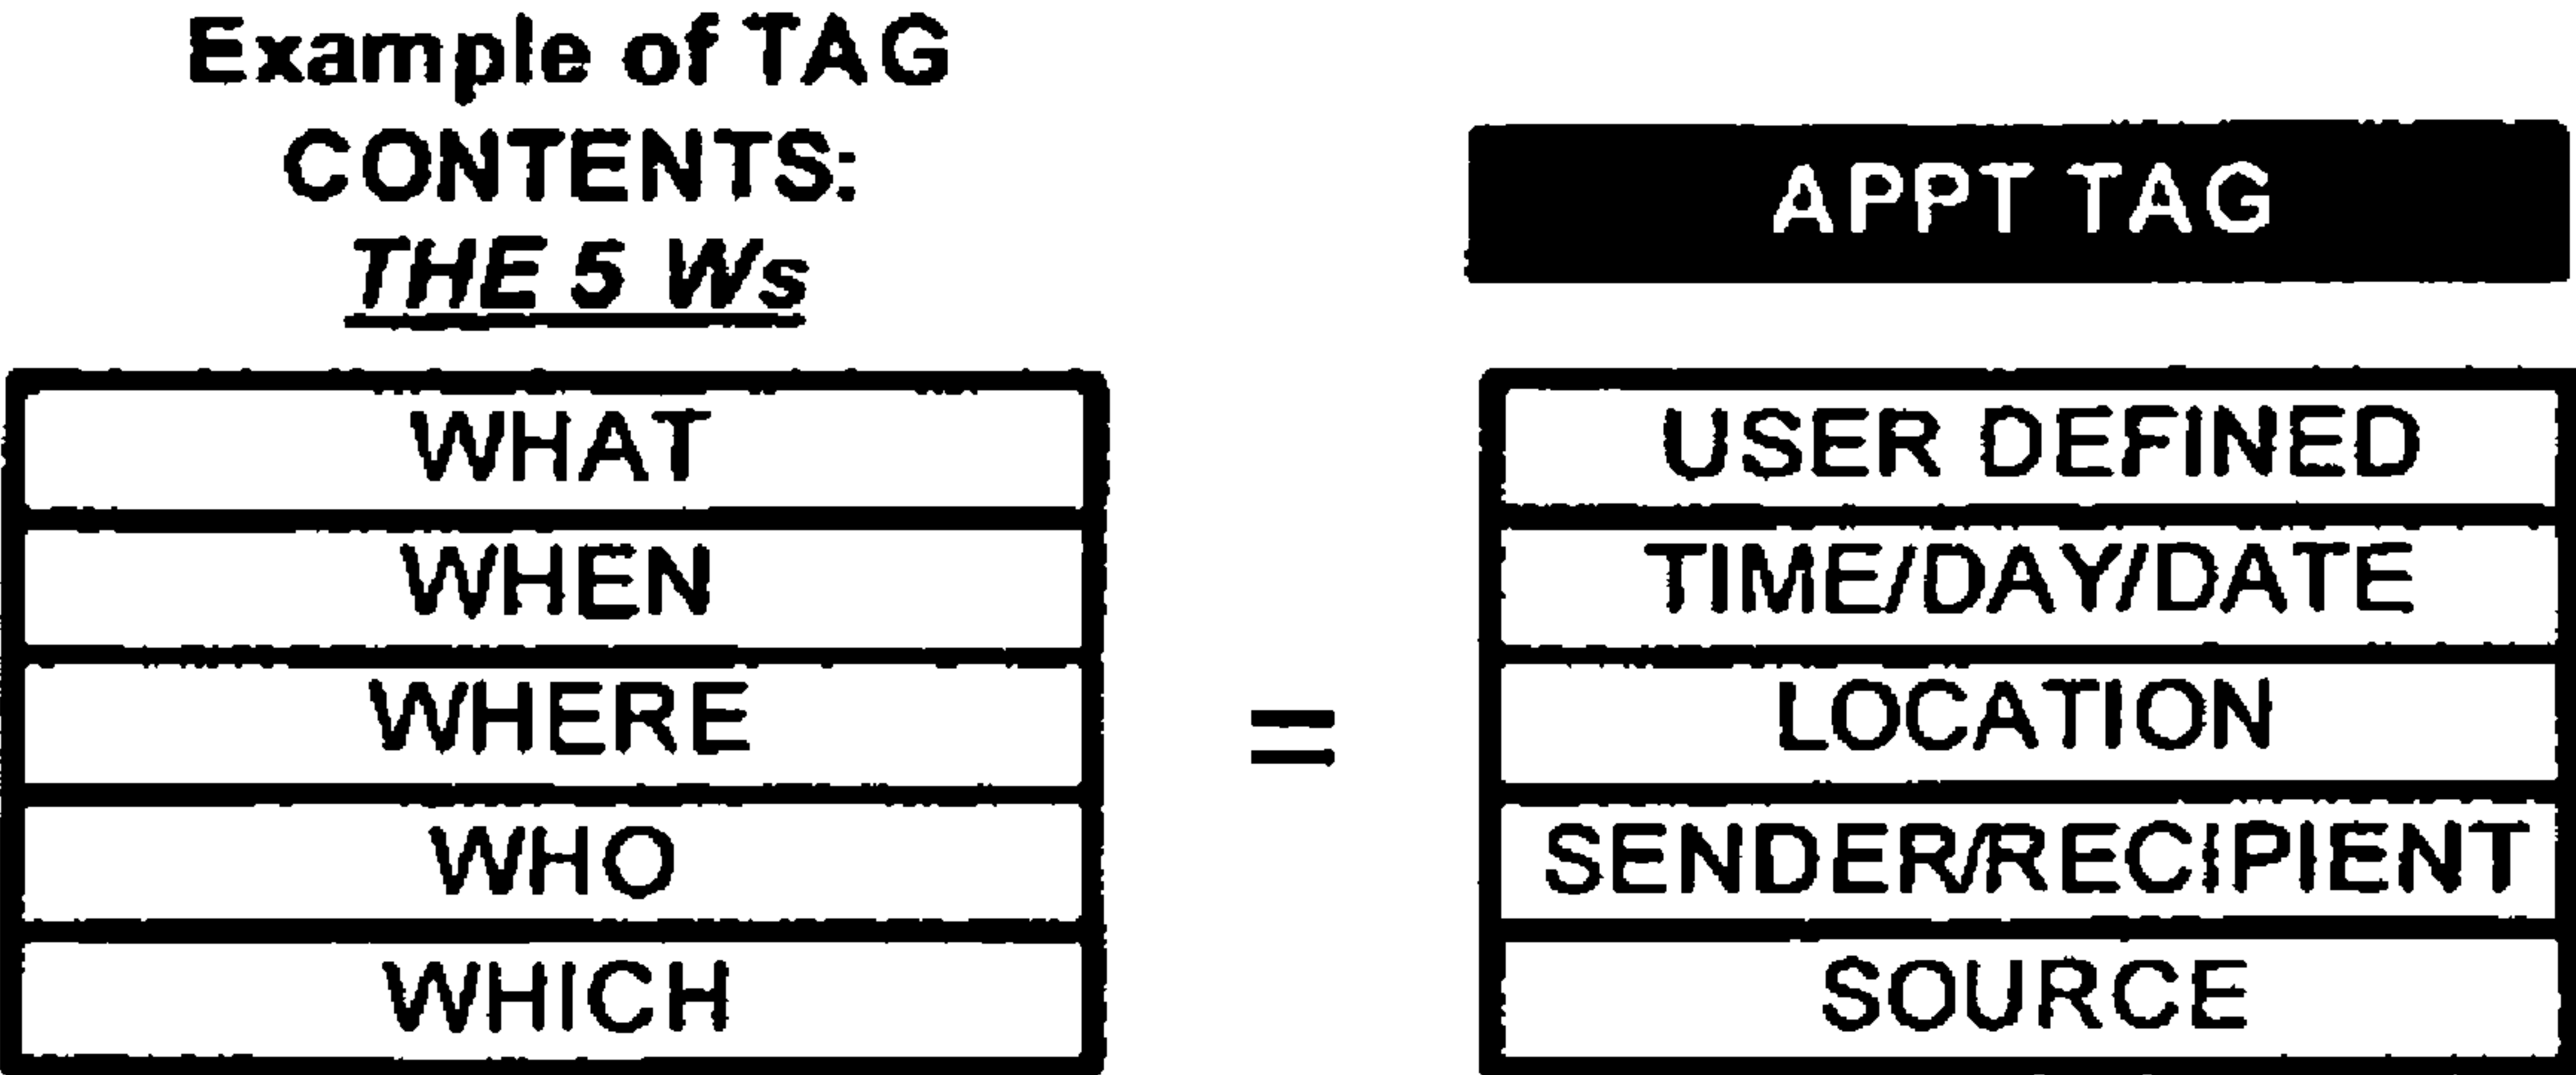 Example of TAG
CONTENTS:
THE 5 Ws
APPT TAG
WHAT
WHEN
WHERE
WHO
WHICH
=
USER DEFINED
TIME/DAY/DATE
LOCATION
SENDER/RECIPIENT
SOURCE